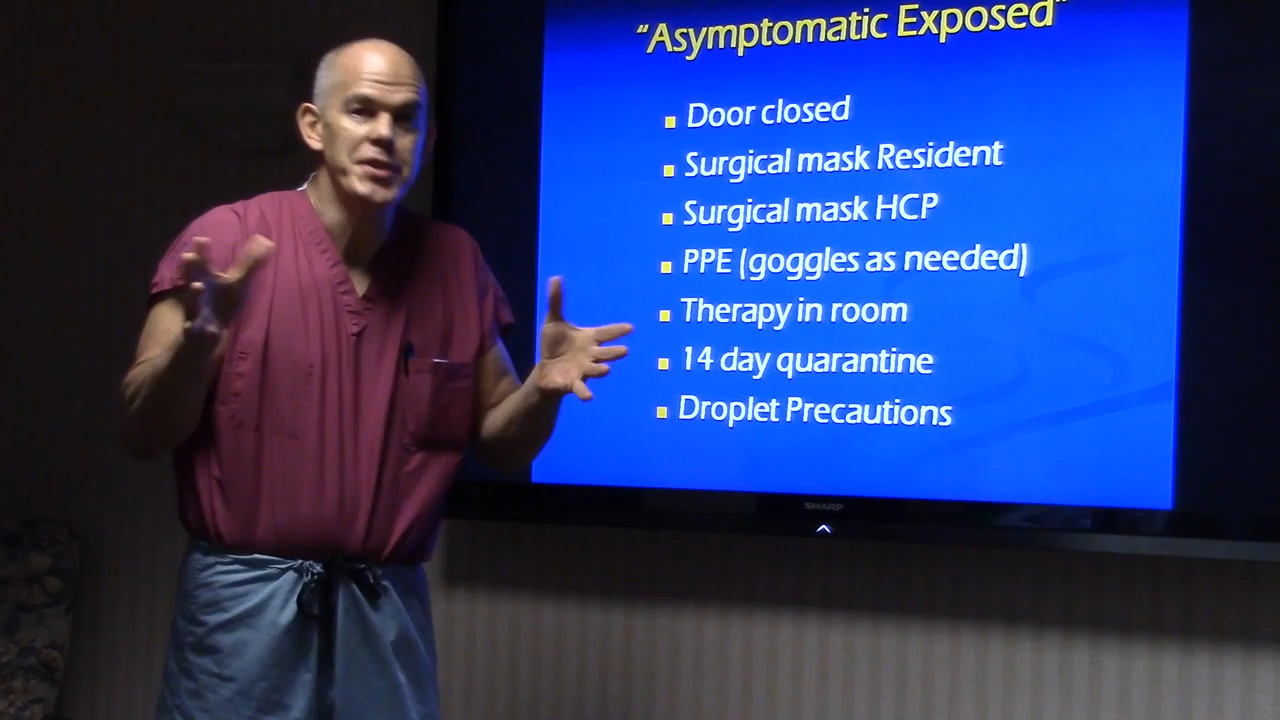 "Asymptomatic Exposed"
Door closed
Surgical mask Resident
Surgical mask HCP
PPE (goggles as needed)
Therapy in room
14 day quarantine
Droplet Precautions
SHARP